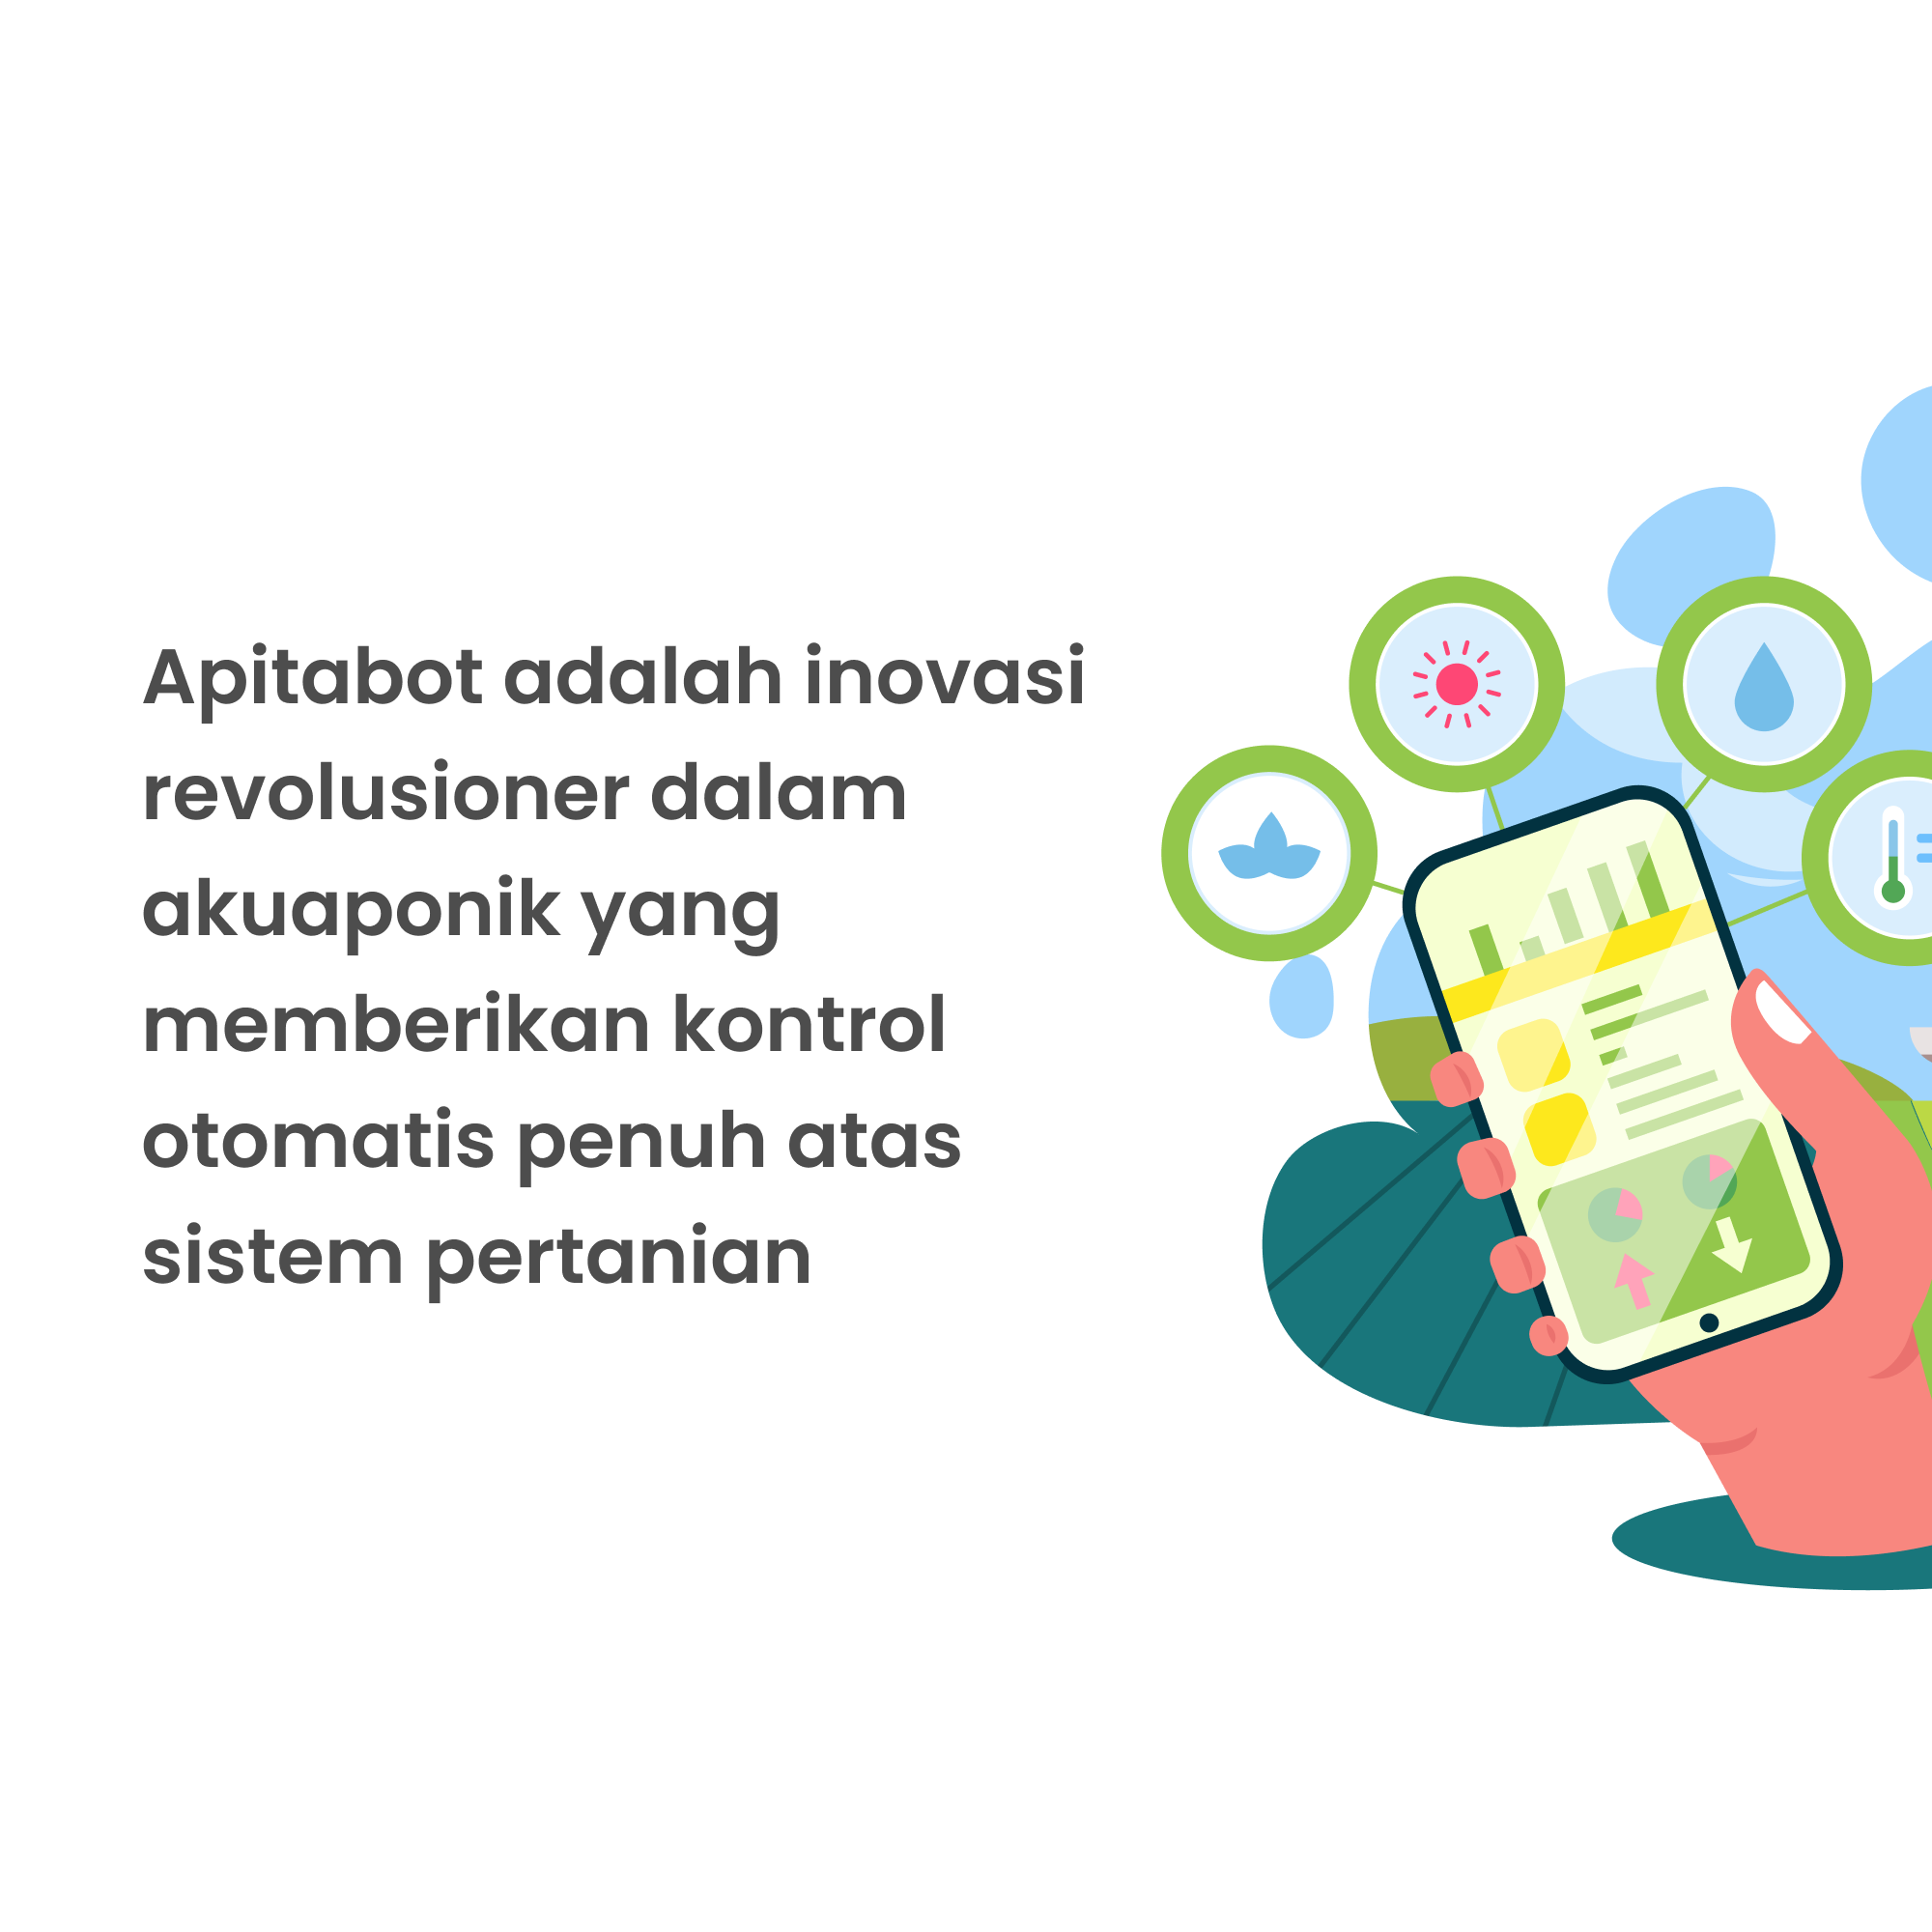 Apitabot adalah inovasi
revolusioner dalam
akuaponik yang
memberikan kontrol
otomatis penuh atas
sistem pertanian